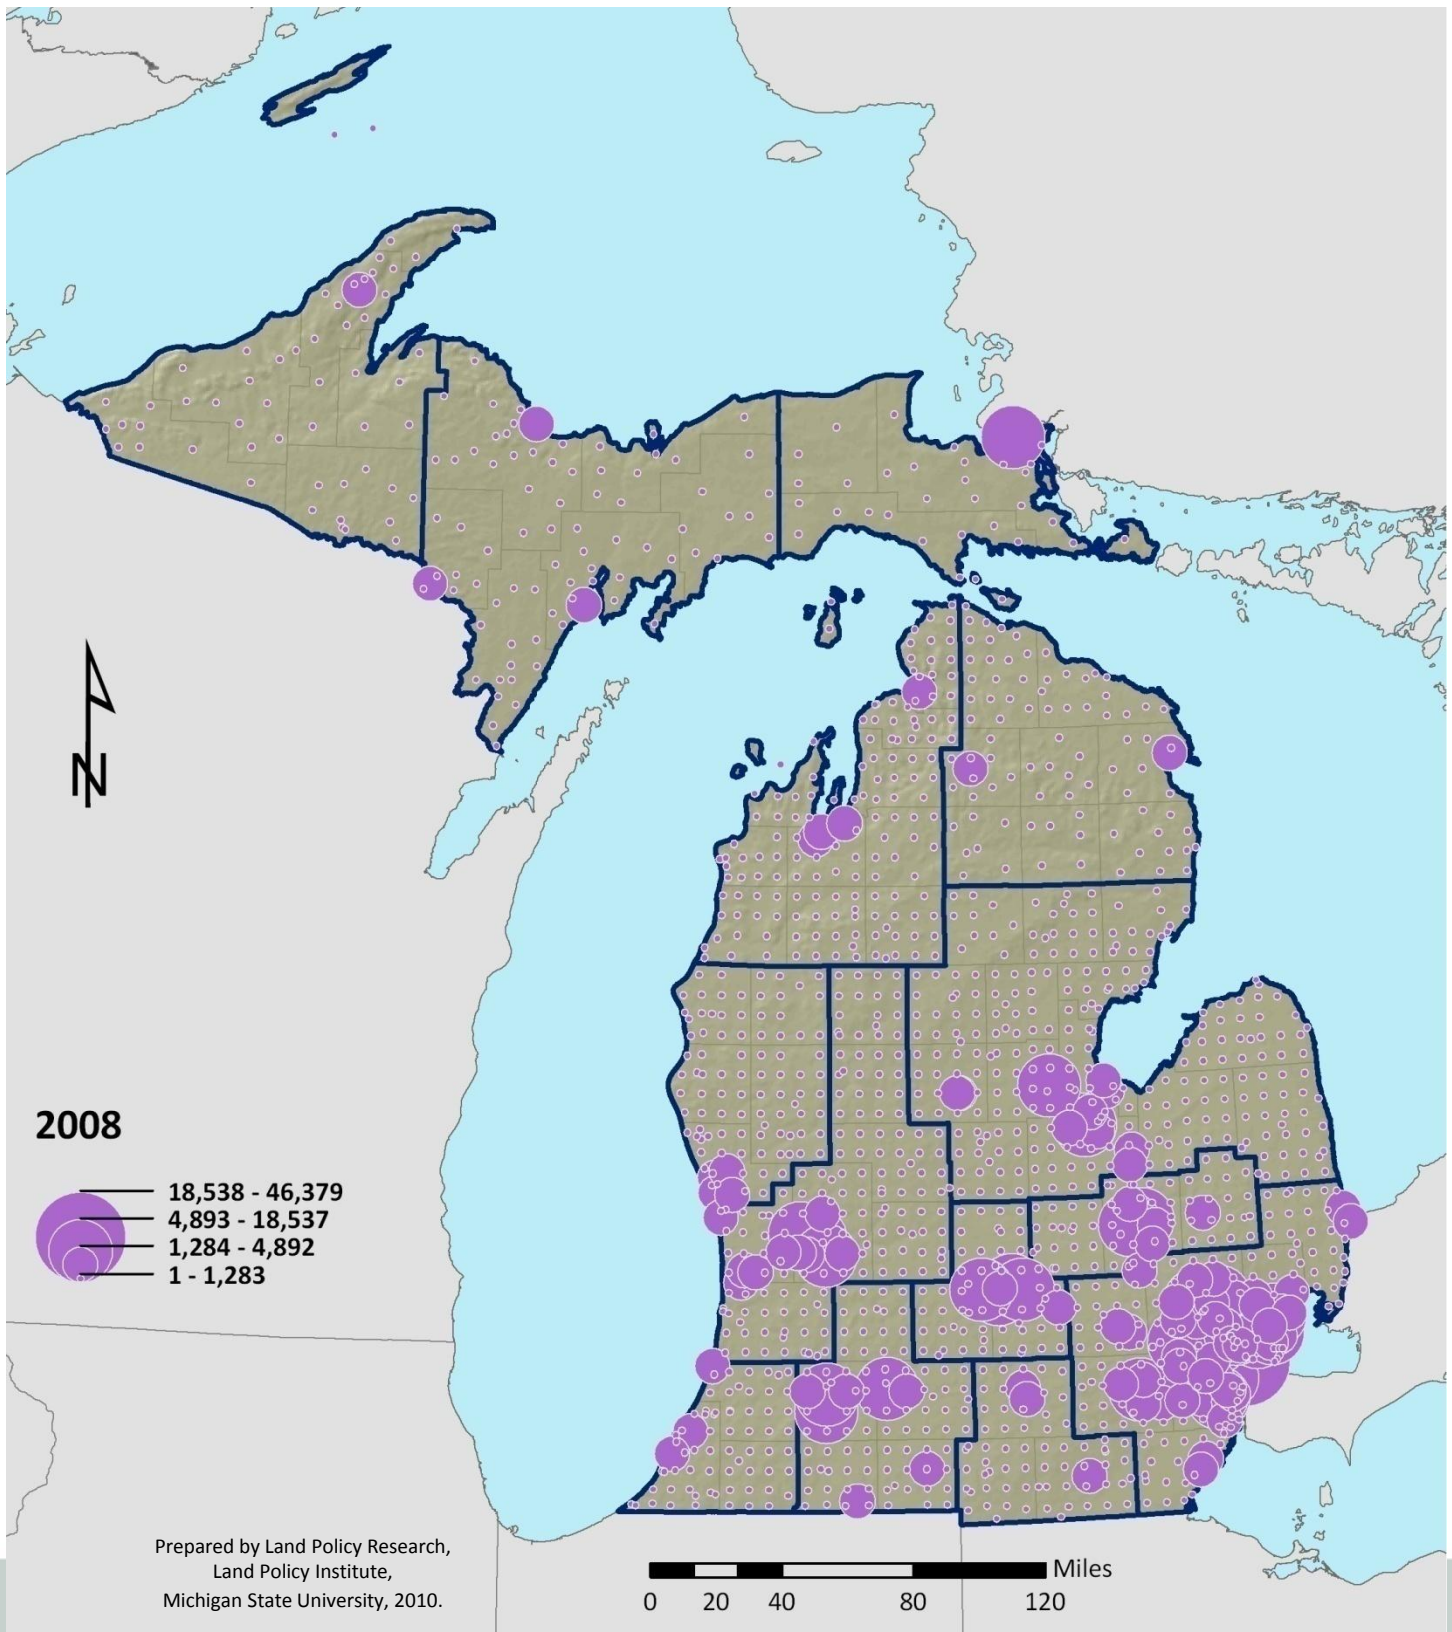 N
2008
18,538 - 46,379
4,893 - 18,537
1,284 - 4,892
1 - 1,283
Prepared by Land Policy Research,
Land Policy Institute,
Michigan State University, 2010.
Miles
0 20 40 80 120